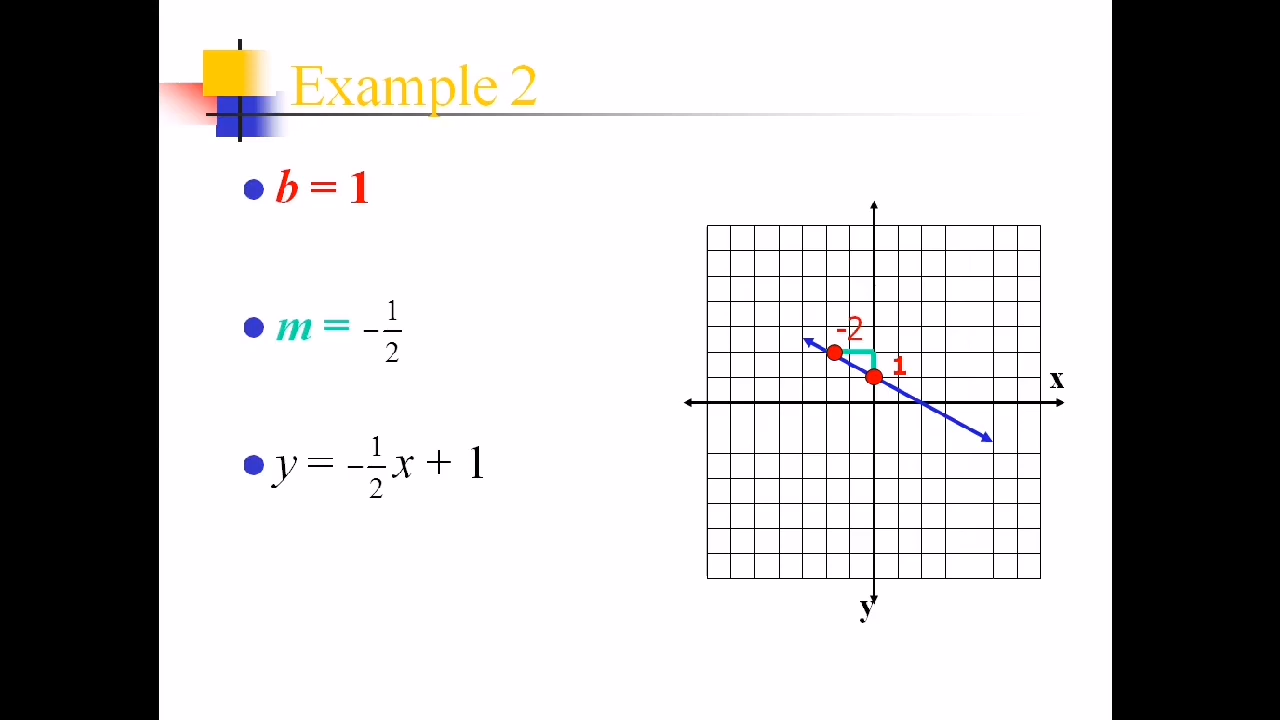 Example 2
b = 1
m = -1/2
y = -1/2 x + 1
-2
1
x
y